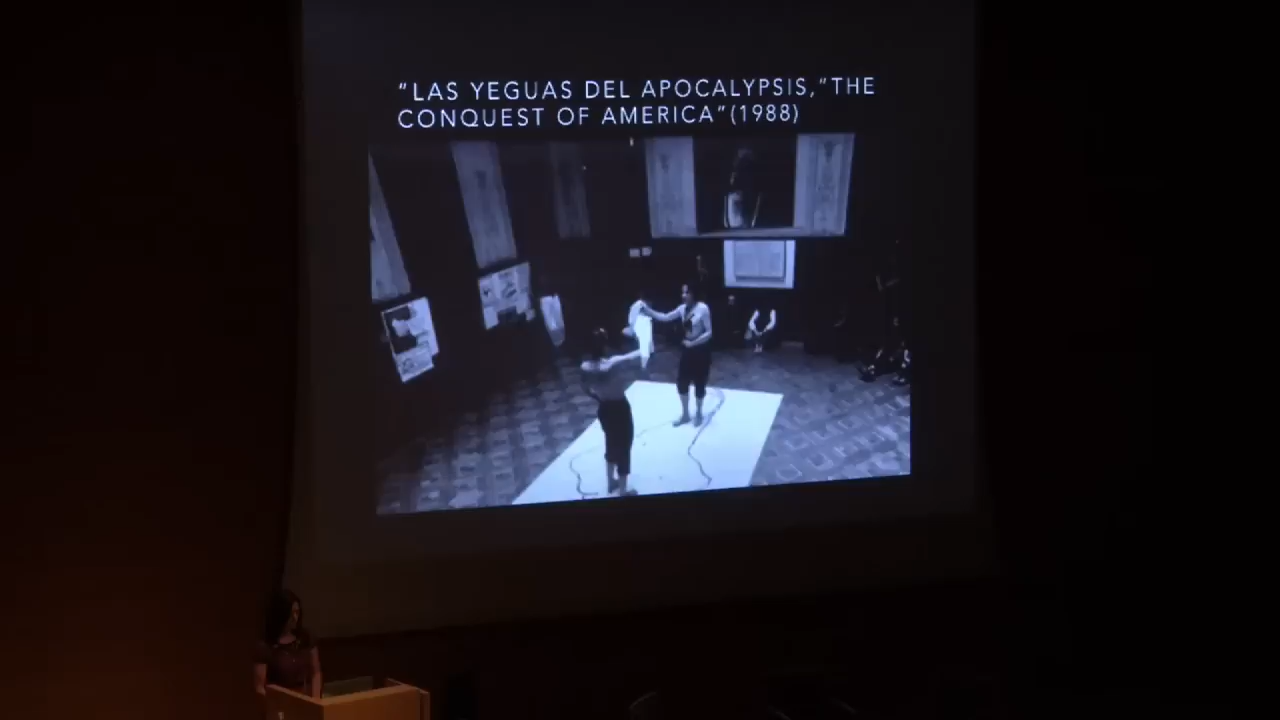 "LAS YEGUAS DEL APOCALYPSIS,"THE
CONQUEST OF AMERICA"(1988)